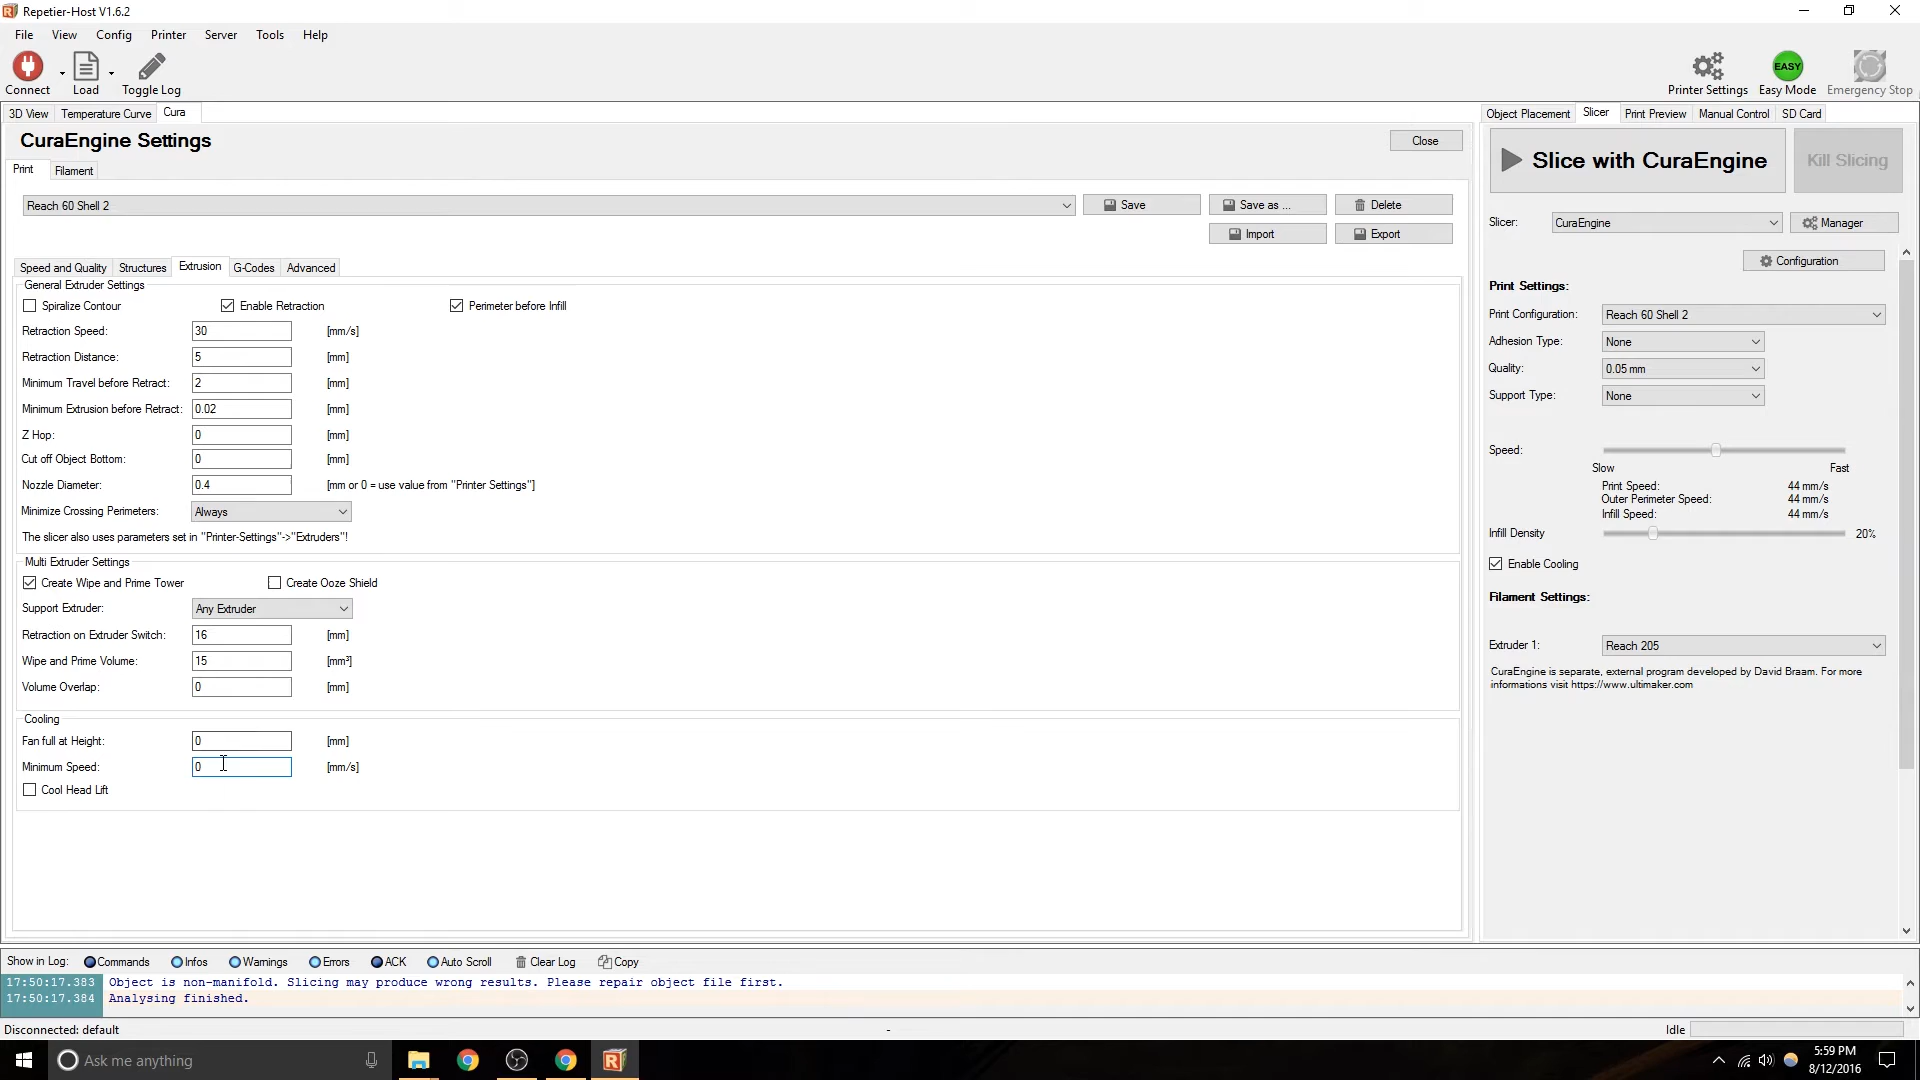 Repetier-Host V1.6.2
File View Config Printer Server Tools Help
Connect Load Toggle Log Printer Settings EASY Easy Mode Emergency Stop
3D View Temperature Curve Cura
CuraEngine Settings Close
Print Filament
Reach 60 Shell 2 Save Save as ... Delete
Import Export
Speed and Quality Structures Extrusion G-Codes Advanced
General Extruder Settings
Spiralize Contour Enable Retraction Perimeter before Infill
Retraction Speed: 30 [mm/s]
Retraction Distance: 5 [mm]
Minimum Travel before Retract: 2 [mm]
Minimum Extrusion before Retract: 0.02 [mm]
Z Hop: 0 [mm]
Cut off Object Bottom: 0 [mm]
Nozzle Diameter: 0.4 [mm or 0 = use value from "Printer Settings"]
Minimize Crossing Perimeters: Always
The slicer also uses parameters set in "Printer-Settings"->"Extruders"!
Multi Extruder Settings
Create Wipe and Prime Tower Create Ooze Shield
Support Extruder: Any Extruder
Retraction on Extruder Switch: 16 [mm]
Wipe and Prime Volume: 15 [mm³]
Volume Overlap: 0 [mm]
Cooling
Fan full at Height: 0 [mm]
Minimum Speed: 0 [mm/s]
Cool Head Lift
Object Placement Slicer Print Preview Manual Control SD Card
Slice with CuraEngine Kill Slicing
Slicer: CuraEngine Manager
Configuration
Print Settings:
Print Configuration: Reach 60 Shell 2
Adhesion Type: None
Quality: 0.05 mm
Support Type: None
Speed:
Slow Fast
Print Speed: 44 mm/s
Outer Perimeter Speed: 44 mm/s
Infill Speed: 44 mm/s
Infill Density 20%
Enable Cooling
Filament Settings:
Extruder 1: Reach 205
CuraEngine is separate, external program developed by David Braam. For more
informations visit https://www.ultimaker.com
Show in Log: Commands Infos Warnings Errors ACK Auto Scroll Clear Log Copy
17:50:17.383 Object is non-manifold. Slicing may produce wrong results. Please repair object file first.
17:50:17.384 Analysing finished.
Disconnected: default - Idle
Ask me anything
5:59 PM
8/12/2016